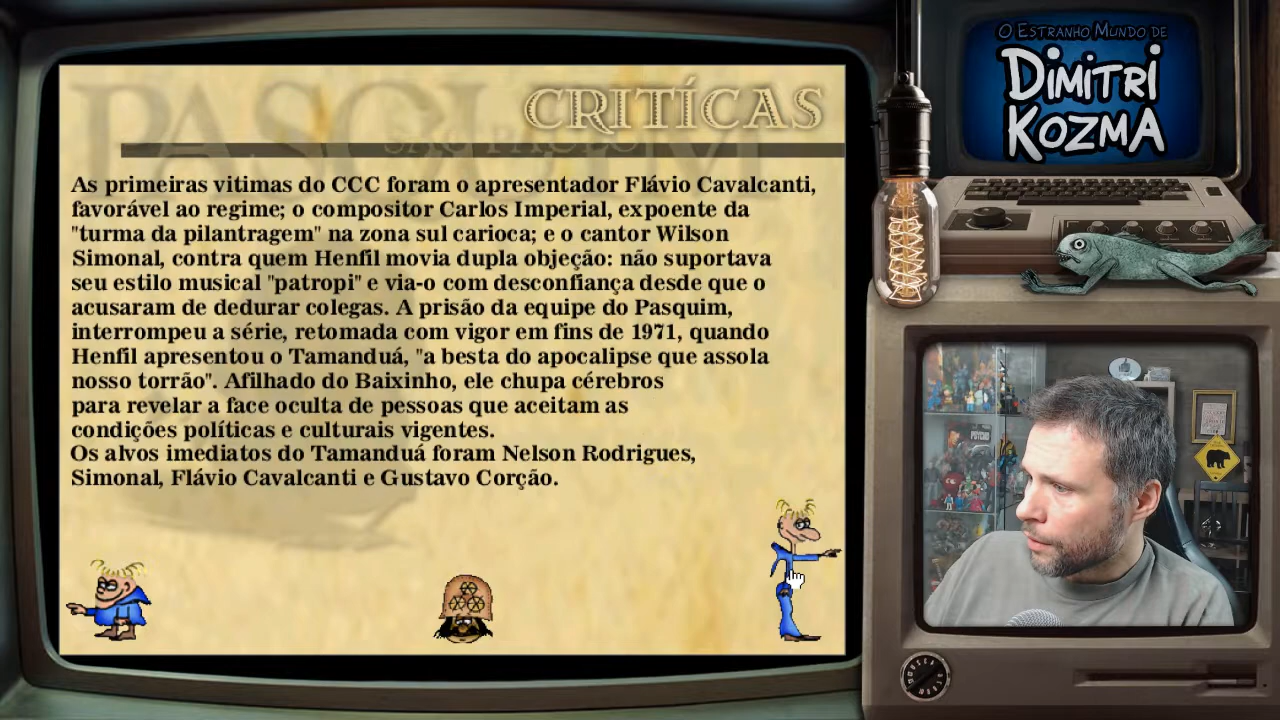 PASQUIM
SÃO PAULO
CRITÍCAS
As primeiras vitimas do CCC foram o apresentador Flávio Cavalcanti,
favorável ao regime; o compositor Carlos Imperial, expoente da
"turma da pilantragem" na zona sul carioca; e o cantor Wilson
Simonal, contra quem Henfil movia dupla objeção: não suportava
seu estilo musical "patropi" e via-o com desconfiança desde que o
acusaram de dedurar colegas. A prisão da equipe do Pasquim,
interrompeu a série, retomada com vigor em fins de 1971, quando
Henfil apresentou o Tamanduá, "a besta do apocalipse que assola
nosso torrão". Afilhado do Baixinho, ele chupa cérebros
para revelar a face oculta de pessoas que aceitam as
condições políticas e culturais vigentes.
Os alvos imediatos do Tamanduá foram Nelson Rodrigues,
Simonal, Flávio Cavalcanti e Gustavo Corção.
O ESTRANHO MUNDO DE
DIMITRI
KOZMA
PSYCHO